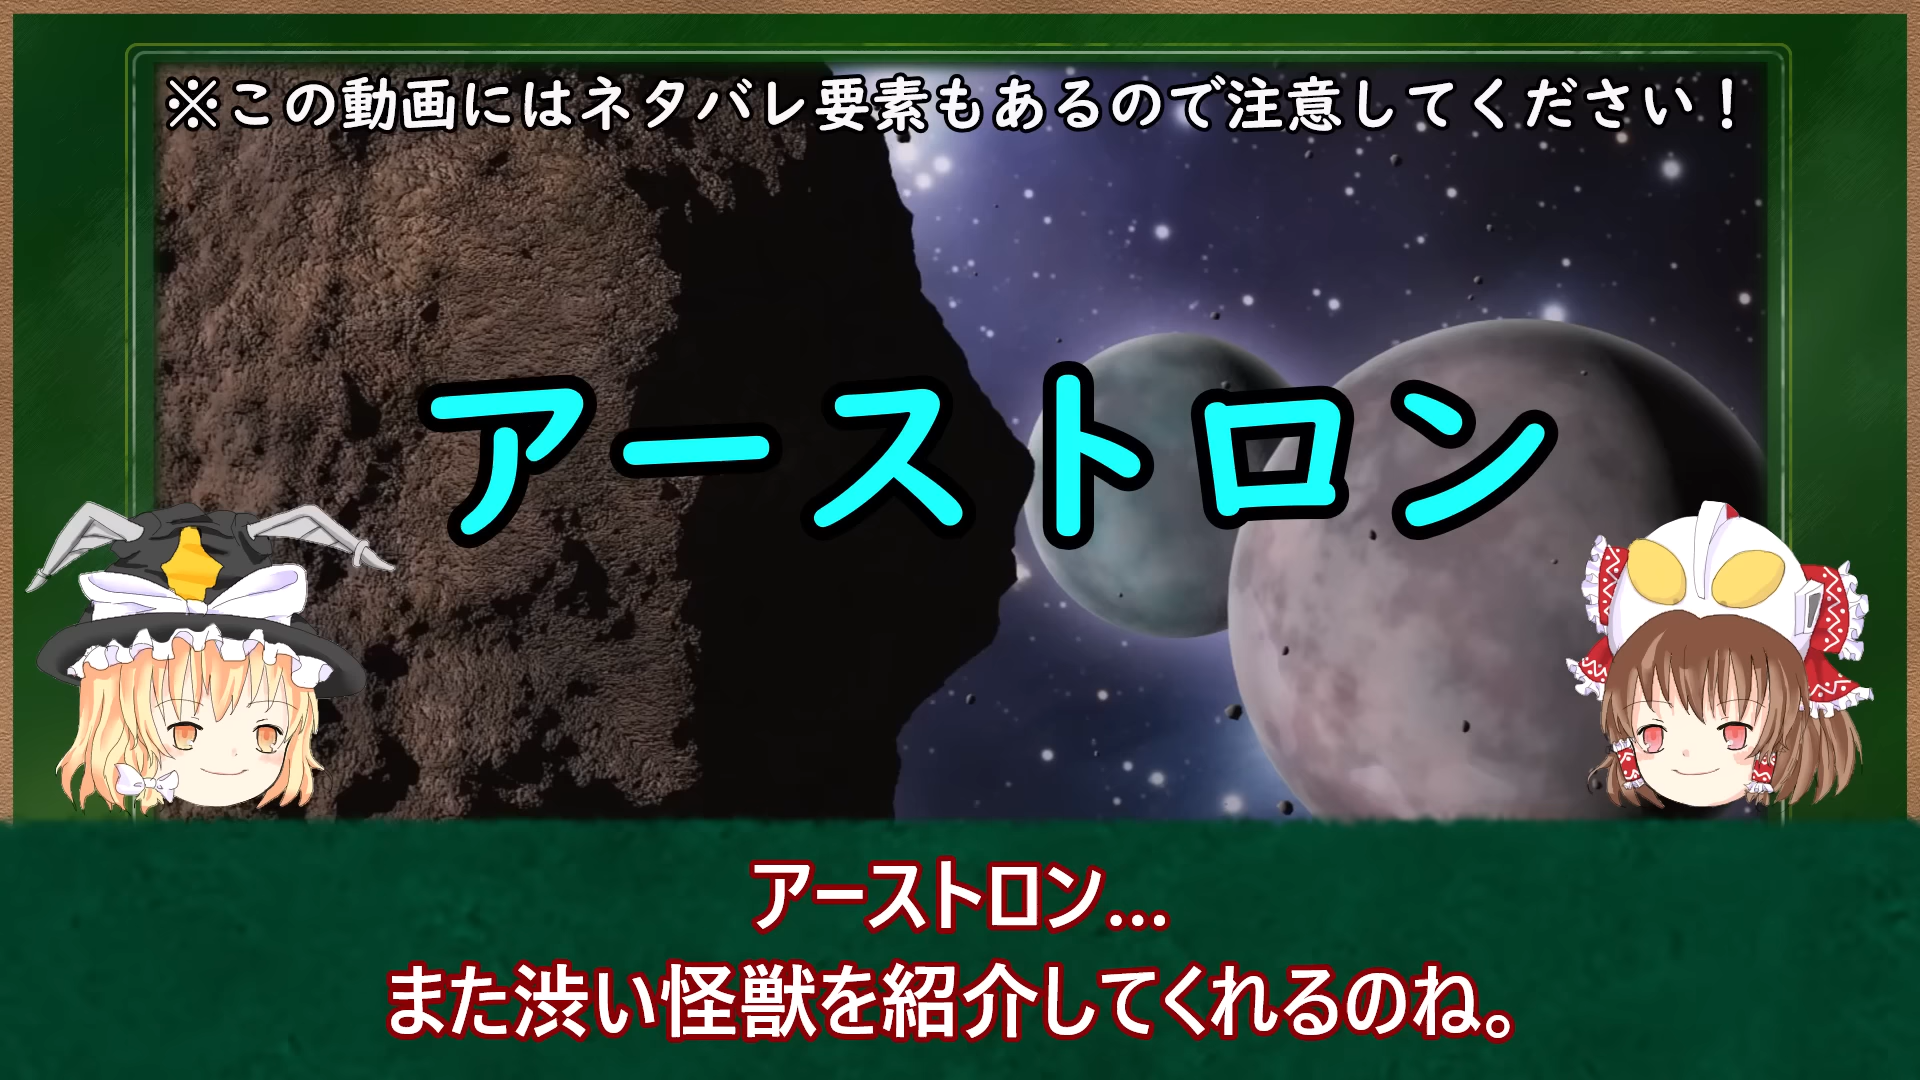 ※この動画にはネタバレ要素もあるので注意してください！
アーストロン
アーストロン...
また渋い怪獣を紹介してくれるのね。